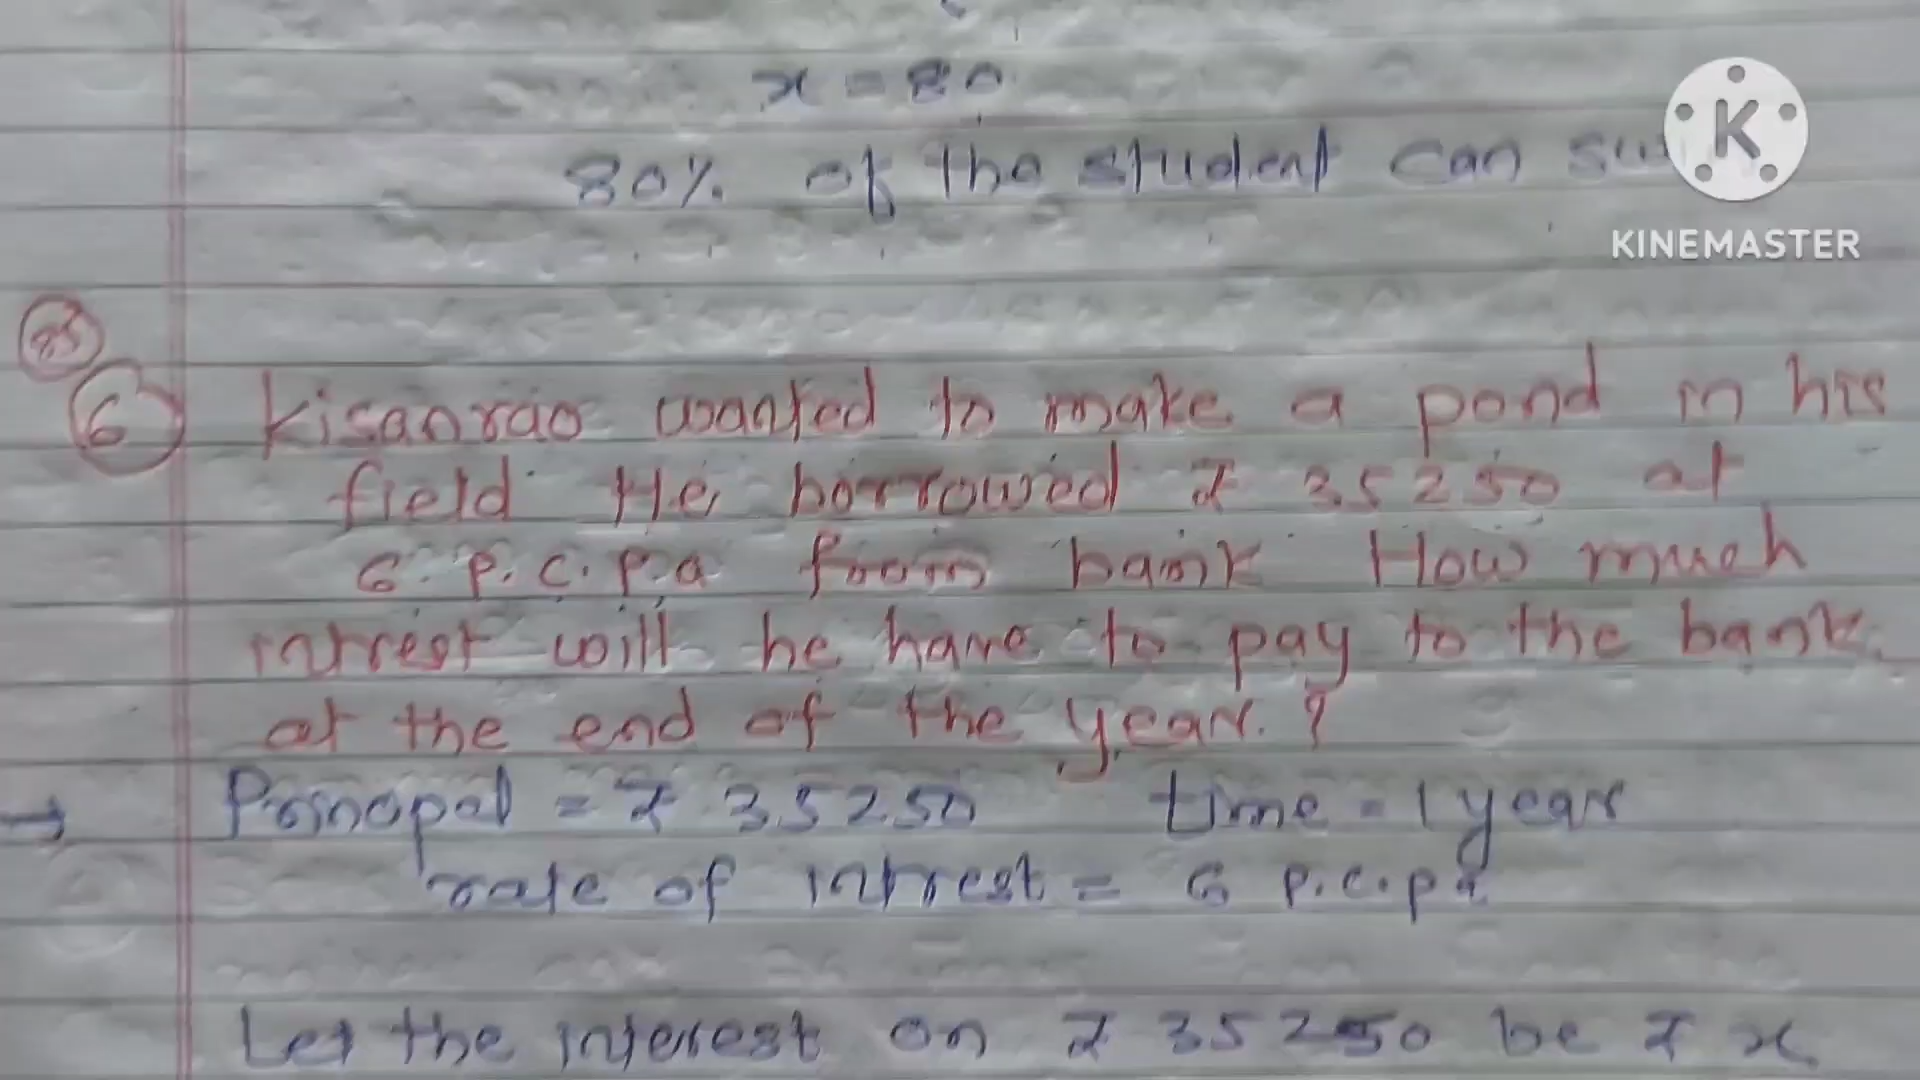 x = 80
80% of the student can
KINEMASTER
6 Kisanrao wanted to make a pond in his
field He borrowed ₹ 35250 at
6. P. C. P. a from bank How much
intrest will he have to pay to the bank
at the end of the year. ?
→ Prinopal = ₹ 35250 time = 1 year
rate of intrest = 6 p.c.p.a
Let the interest on ₹ 35250 be ₹ x